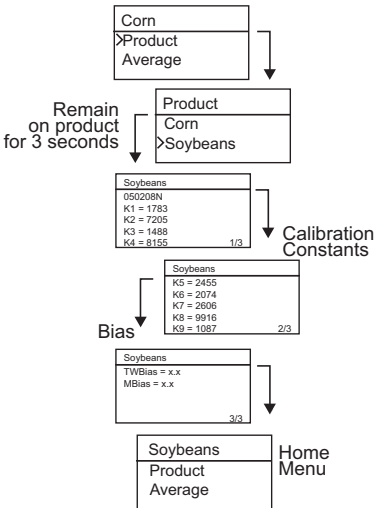 Corn
>Product
Average
Remain
on product
for 3 seconds
Product
Corn
>Soybeans
Soybeans
050208N
K1 = 1783
K2 = 7205
K3 = 1488
K4 = 8155 1/3
Calibration
Constants
Soybeans
K5 = 2455
K6 = 2074
K7 = 2606
K8 = 9916
K9 = 1087 2/3
Bias
Soybeans
TWBias = x.x
MBias = x.x
3/3
Soybeans
Product
Average
Home
Menu